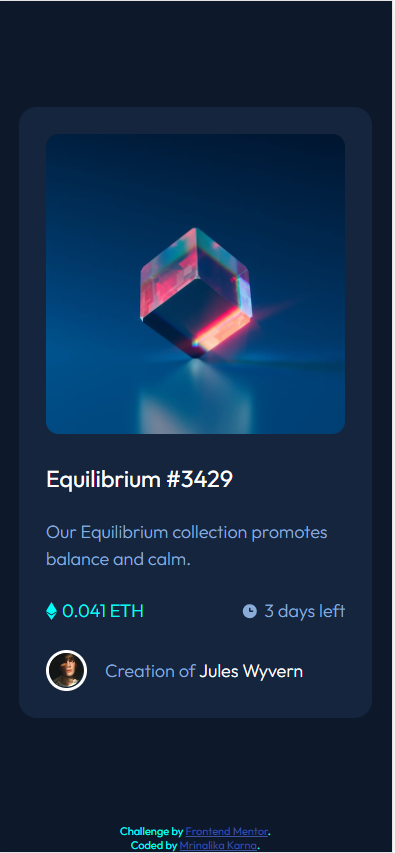 Equilibrium #3429
Our Equilibrium collection promotes
balance and calm.
0.041 ETH
3 days left
Creation of Jules Wyvern
Challenge by Frontend Mentor.
Coded by Mrinalika Karna.